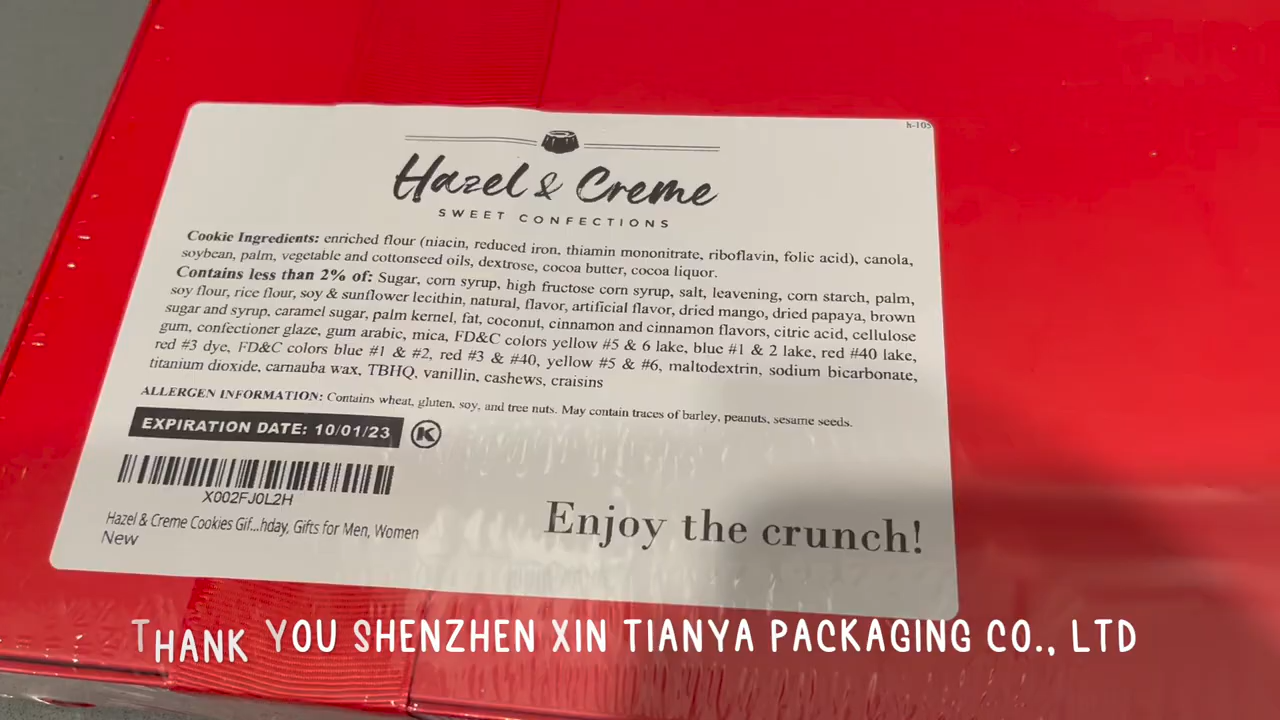 h-105
Hazel & Creme
SWEET CONFECTIONS
Cookie Ingredients: enriched flour (niacin, reduced iron, thiamin mononitrate, riboflavin, folic acid), canola,
soybean, palm, vegetable and cottonseed oils, dextrose, cocoa butter, cocoa liquor.
Contains less than 2% of: Sugar, corn syrup, high fructose corn syrup, salt, leavening, corn starch, palm,
soy flour, rice flour, soy & sunflower lecithin, natural, flavor, artificial flavor, dried mango, dried papaya, brown
sugar and syrup, caramel sugar, palm kernel, fat, coconut, cinnamon and cinnamon flavors, citric acid, cellulose
gum, confectioner glaze, gum arabic, mica, FD&C colors yellow #5 & 6 lake, blue #1 & 2 lake, red #40 lake,
red #3 dye, FD&C colors blue #1 & #2, red #3 & #40, yellow #5 & #6, maltodextrin, sodium bicarbonate,
titanium dioxide, carnauba wax, TBHQ, vanillin, cashews, craisins
ALLERGEN INFORMATION: Contains wheat, gluten, soy, and tree nuts. May contain traces of barley, peanuts, sesame seeds.
EXPIRATION DATE: 10/01/23
K
X002FJ0L2H
Hazel & Creme Cookies Gif...hday, Gifts for Men, Women
New
Enjoy the crunch!
THANK YOU SHENZHEN XIN TIANYA PACKAGING CO., LTD